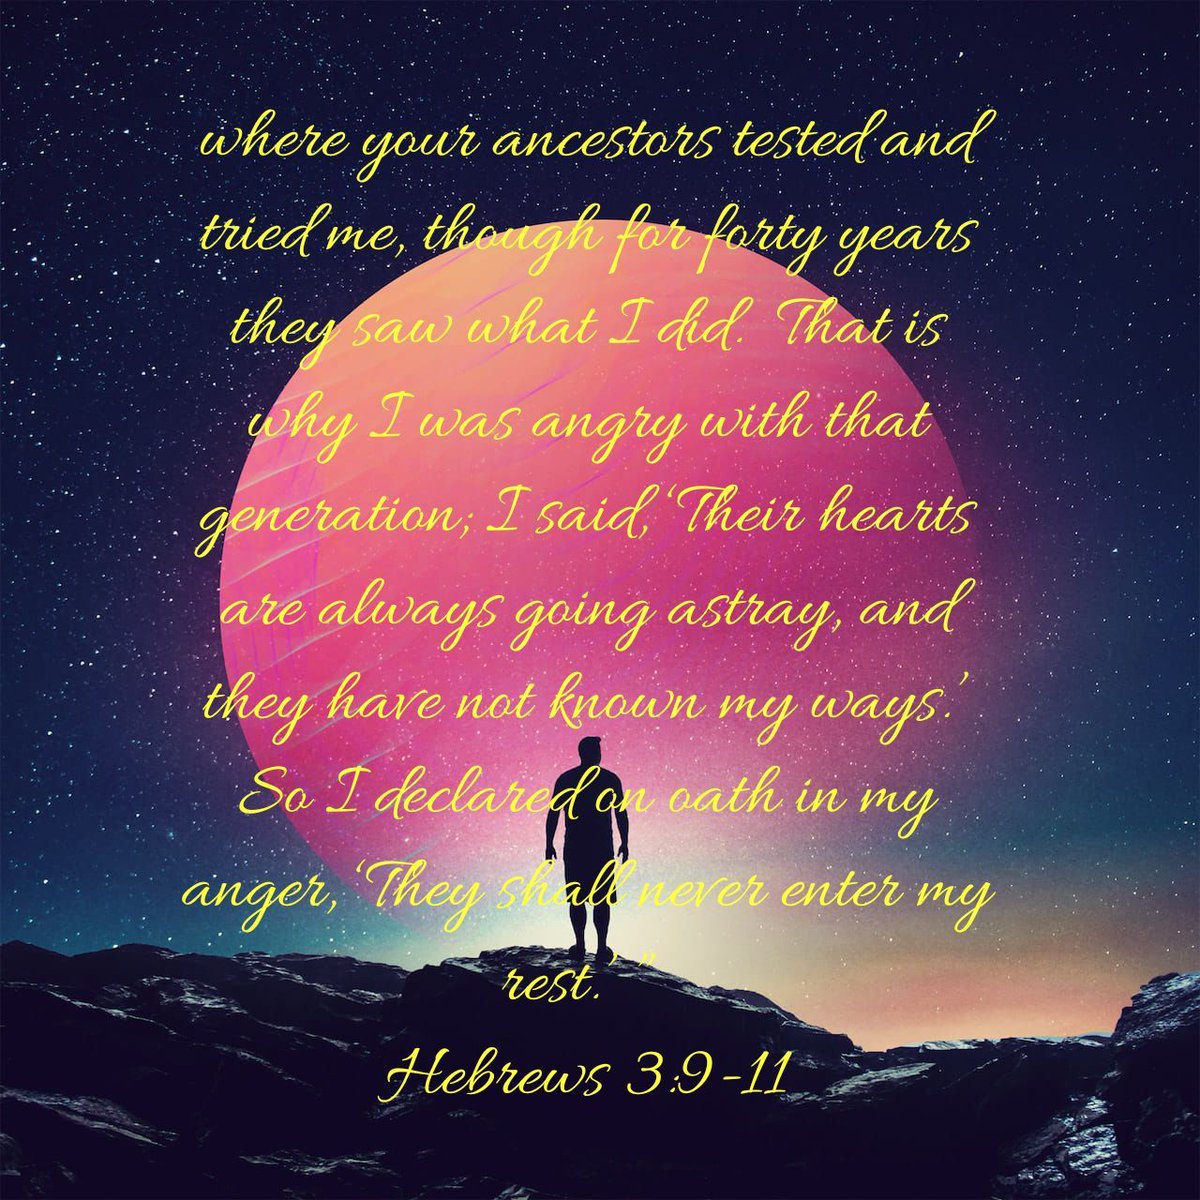 where your ancestors tested and
tried me, though for forty years
they saw what I did. That is
why I was angry with that
generation; I said, ‘Their hearts
are always going astray, and
they have not known my ways.’
So I declared on oath in my
anger, ‘They shall never enter my
rest.’ ”
Hebrews 3:9-11